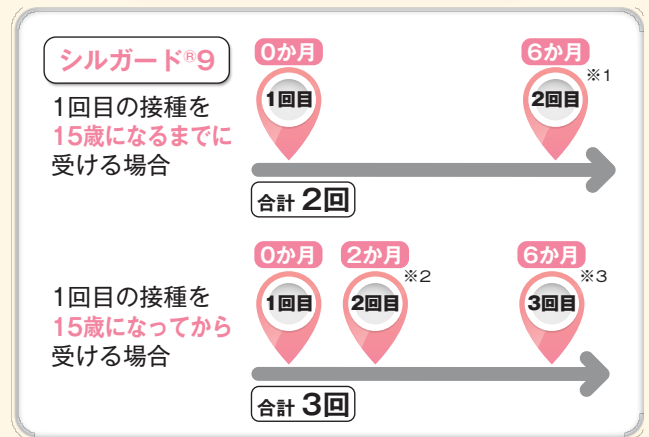 シルガード®9
1回目の接種を
15歳になるまでに
受ける場合
0か月
6か月
1回目
2回目
※1
合計 2回
1回目の接種を
15歳になってから
受ける場合
0か月
2か月
6か月
1回目
2回目
※2
3回目
※3
合計 3回